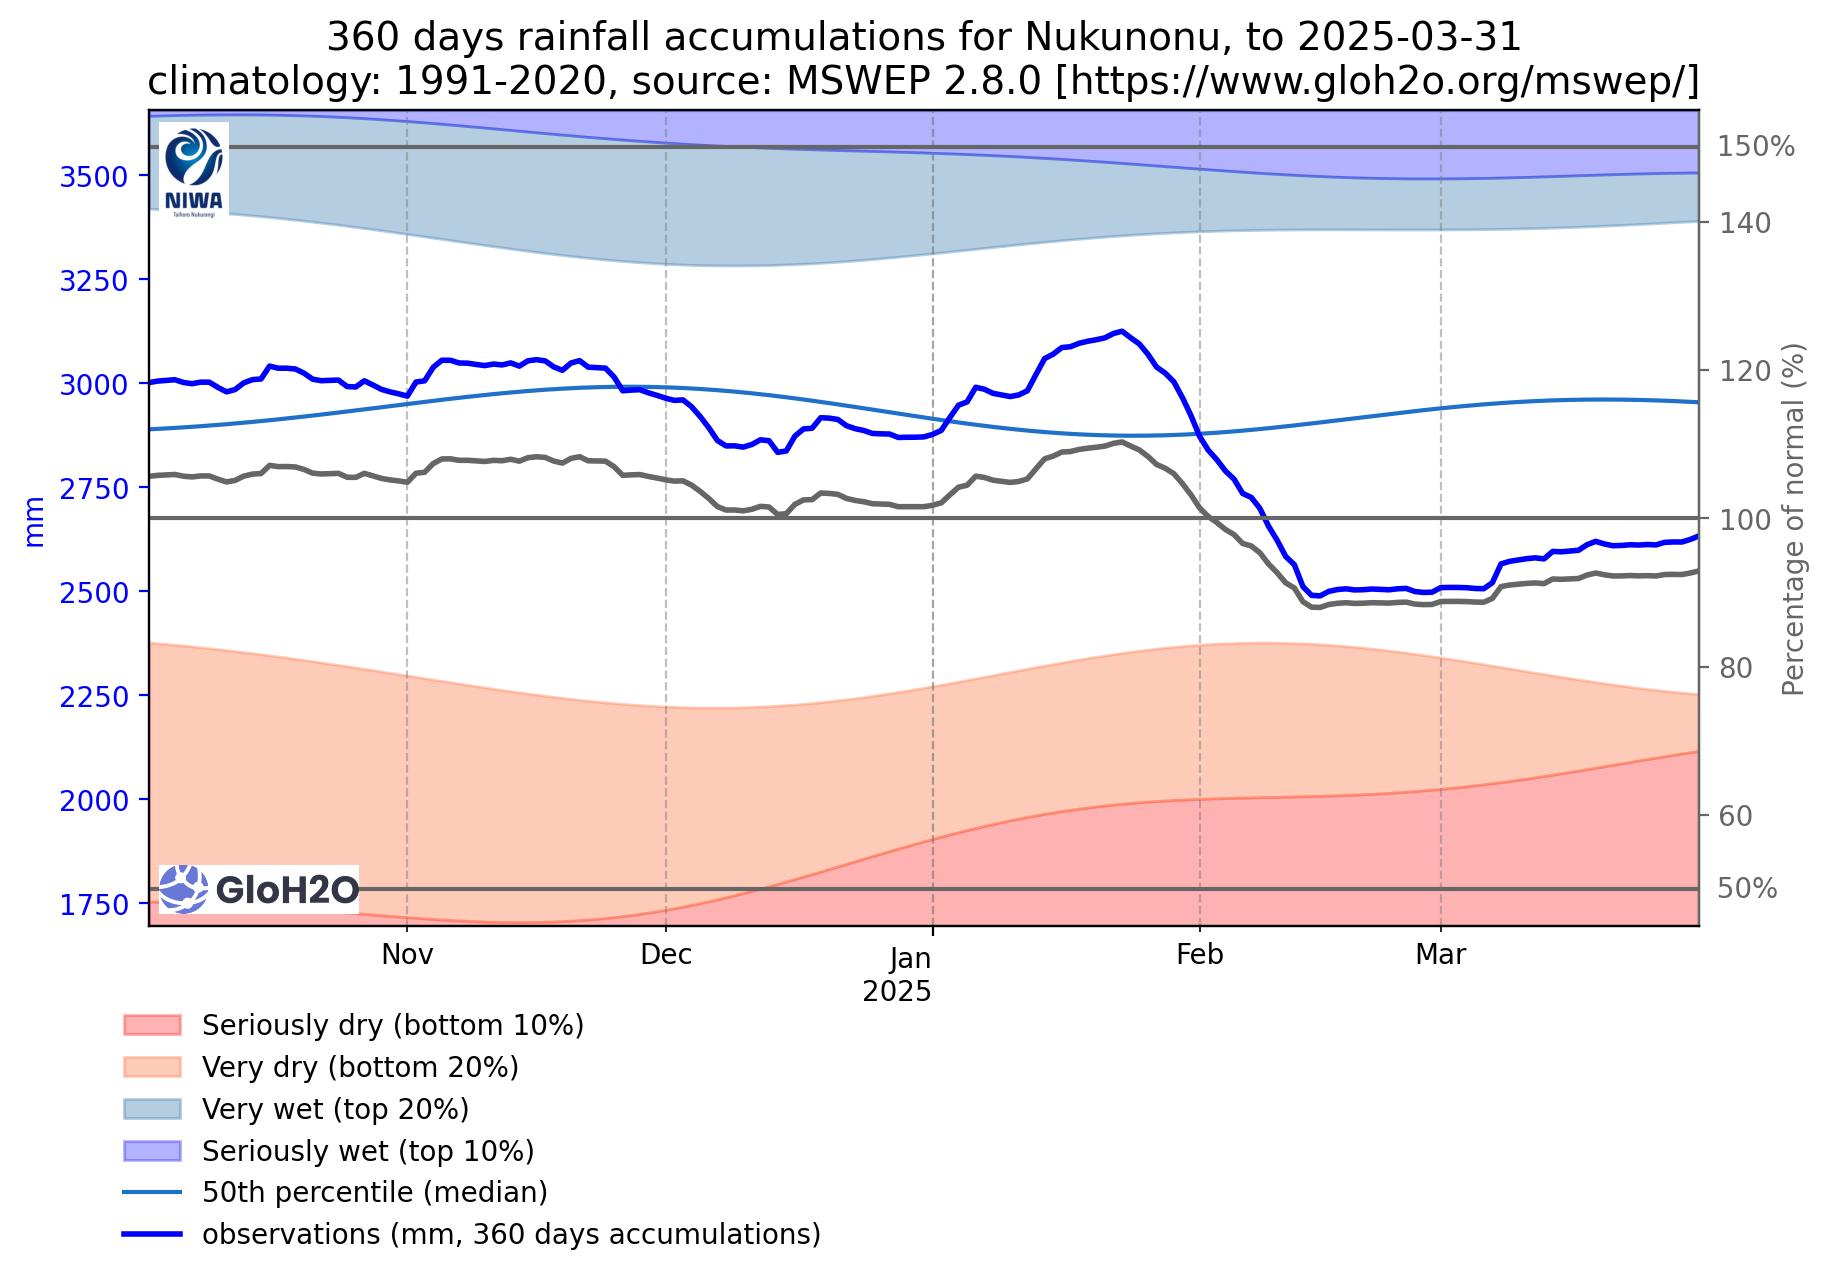 360 days rainfall accumulations for Nukunonu, to 2025-03-31
climatology: 1991-2020, source: MSWEP 2.8.0 [https://www.gloh2o.org/mswep/]
NIWA
Taihoro Nukurangi
GloH2O
mm
3500
3250
3000
2750
2500
2250
2000
1750
150%
140
120
100
80
60
50%
Percentage of normal (%)
Nov
Dec
Jan
2025
Feb
Mar
Seriously dry (bottom 10%)
Very dry (bottom 20%)
Very wet (top 20%)
Seriously wet (top 10%)
50th percentile (median)
observations (mm, 360 days accumulations)